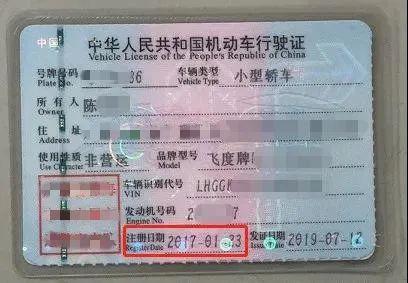 中华人民共和国机动车行驶证
Vehicle License of the People's Republic of China
号牌号码 36 车辆类型 小型轿车
Plate No. Vehicle Type
所有人 陈
Owner
住址
Address
使用性质 非营运 品牌型号 飞度牌
Use Character Model
车辆识别代号 LHGGK
VIN
发动机号码 2 7
Engine No.
注册日期 2017-01-23 发证日期 2019-07-12
Register Date Issue Date